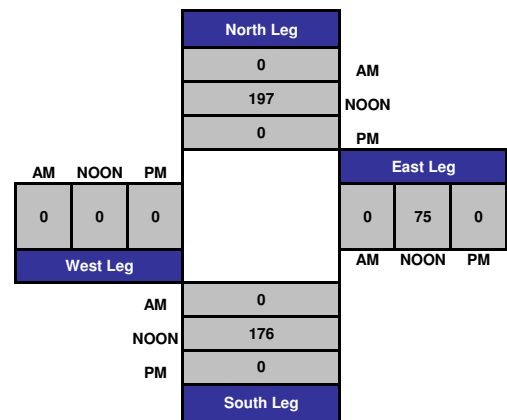 North Leg
0 AM
197 NOON
0 PM
AM NOON PM
East Leg
0 0 0
0 75 0
West Leg
AM NOON PM
AM 0
NOON 176
PM 0
South Leg